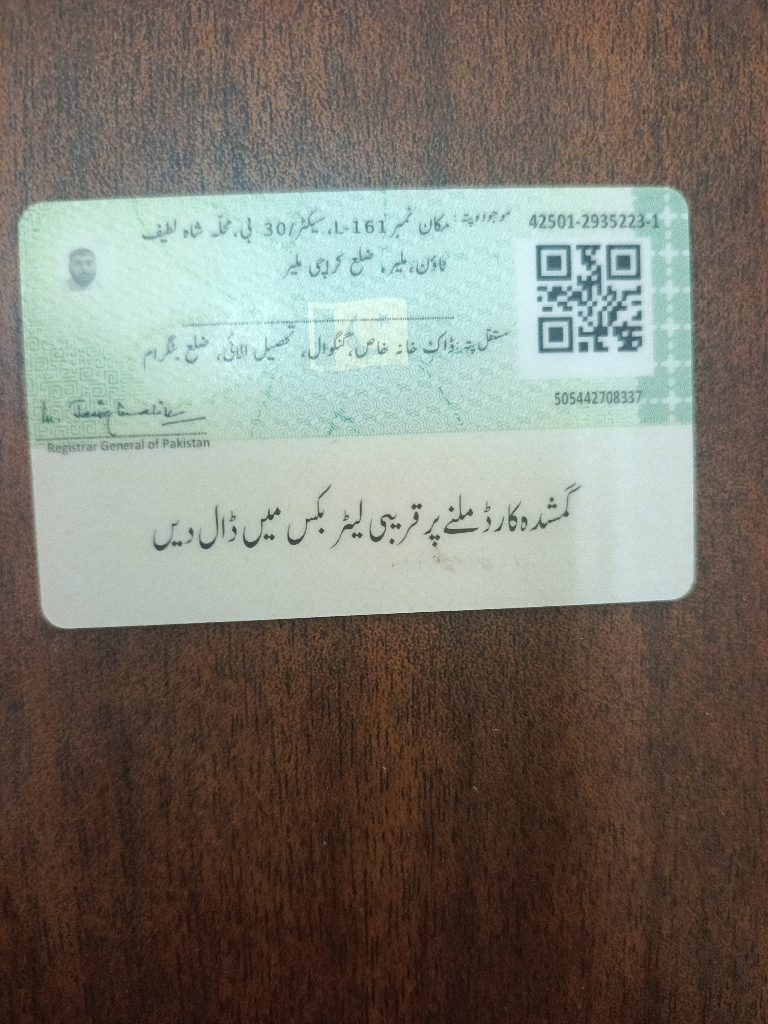 42501-2935223-1
موجودہ پتہ: مکان نمبر L-161، سیکٹر/30 بی، محلہ شاہ لطیف
ٹاؤن، ملیر، ضلع کراچی ملیر
مستقل پتہ: ڈاک خانہ خاص، گنگوال، تحصیل الائی، ضلع بٹگرام
505442708337
Registrar General of Pakistan
گمشدہ کارڈ ملنے پر قریبی لیٹر بکس میں ڈال دیں